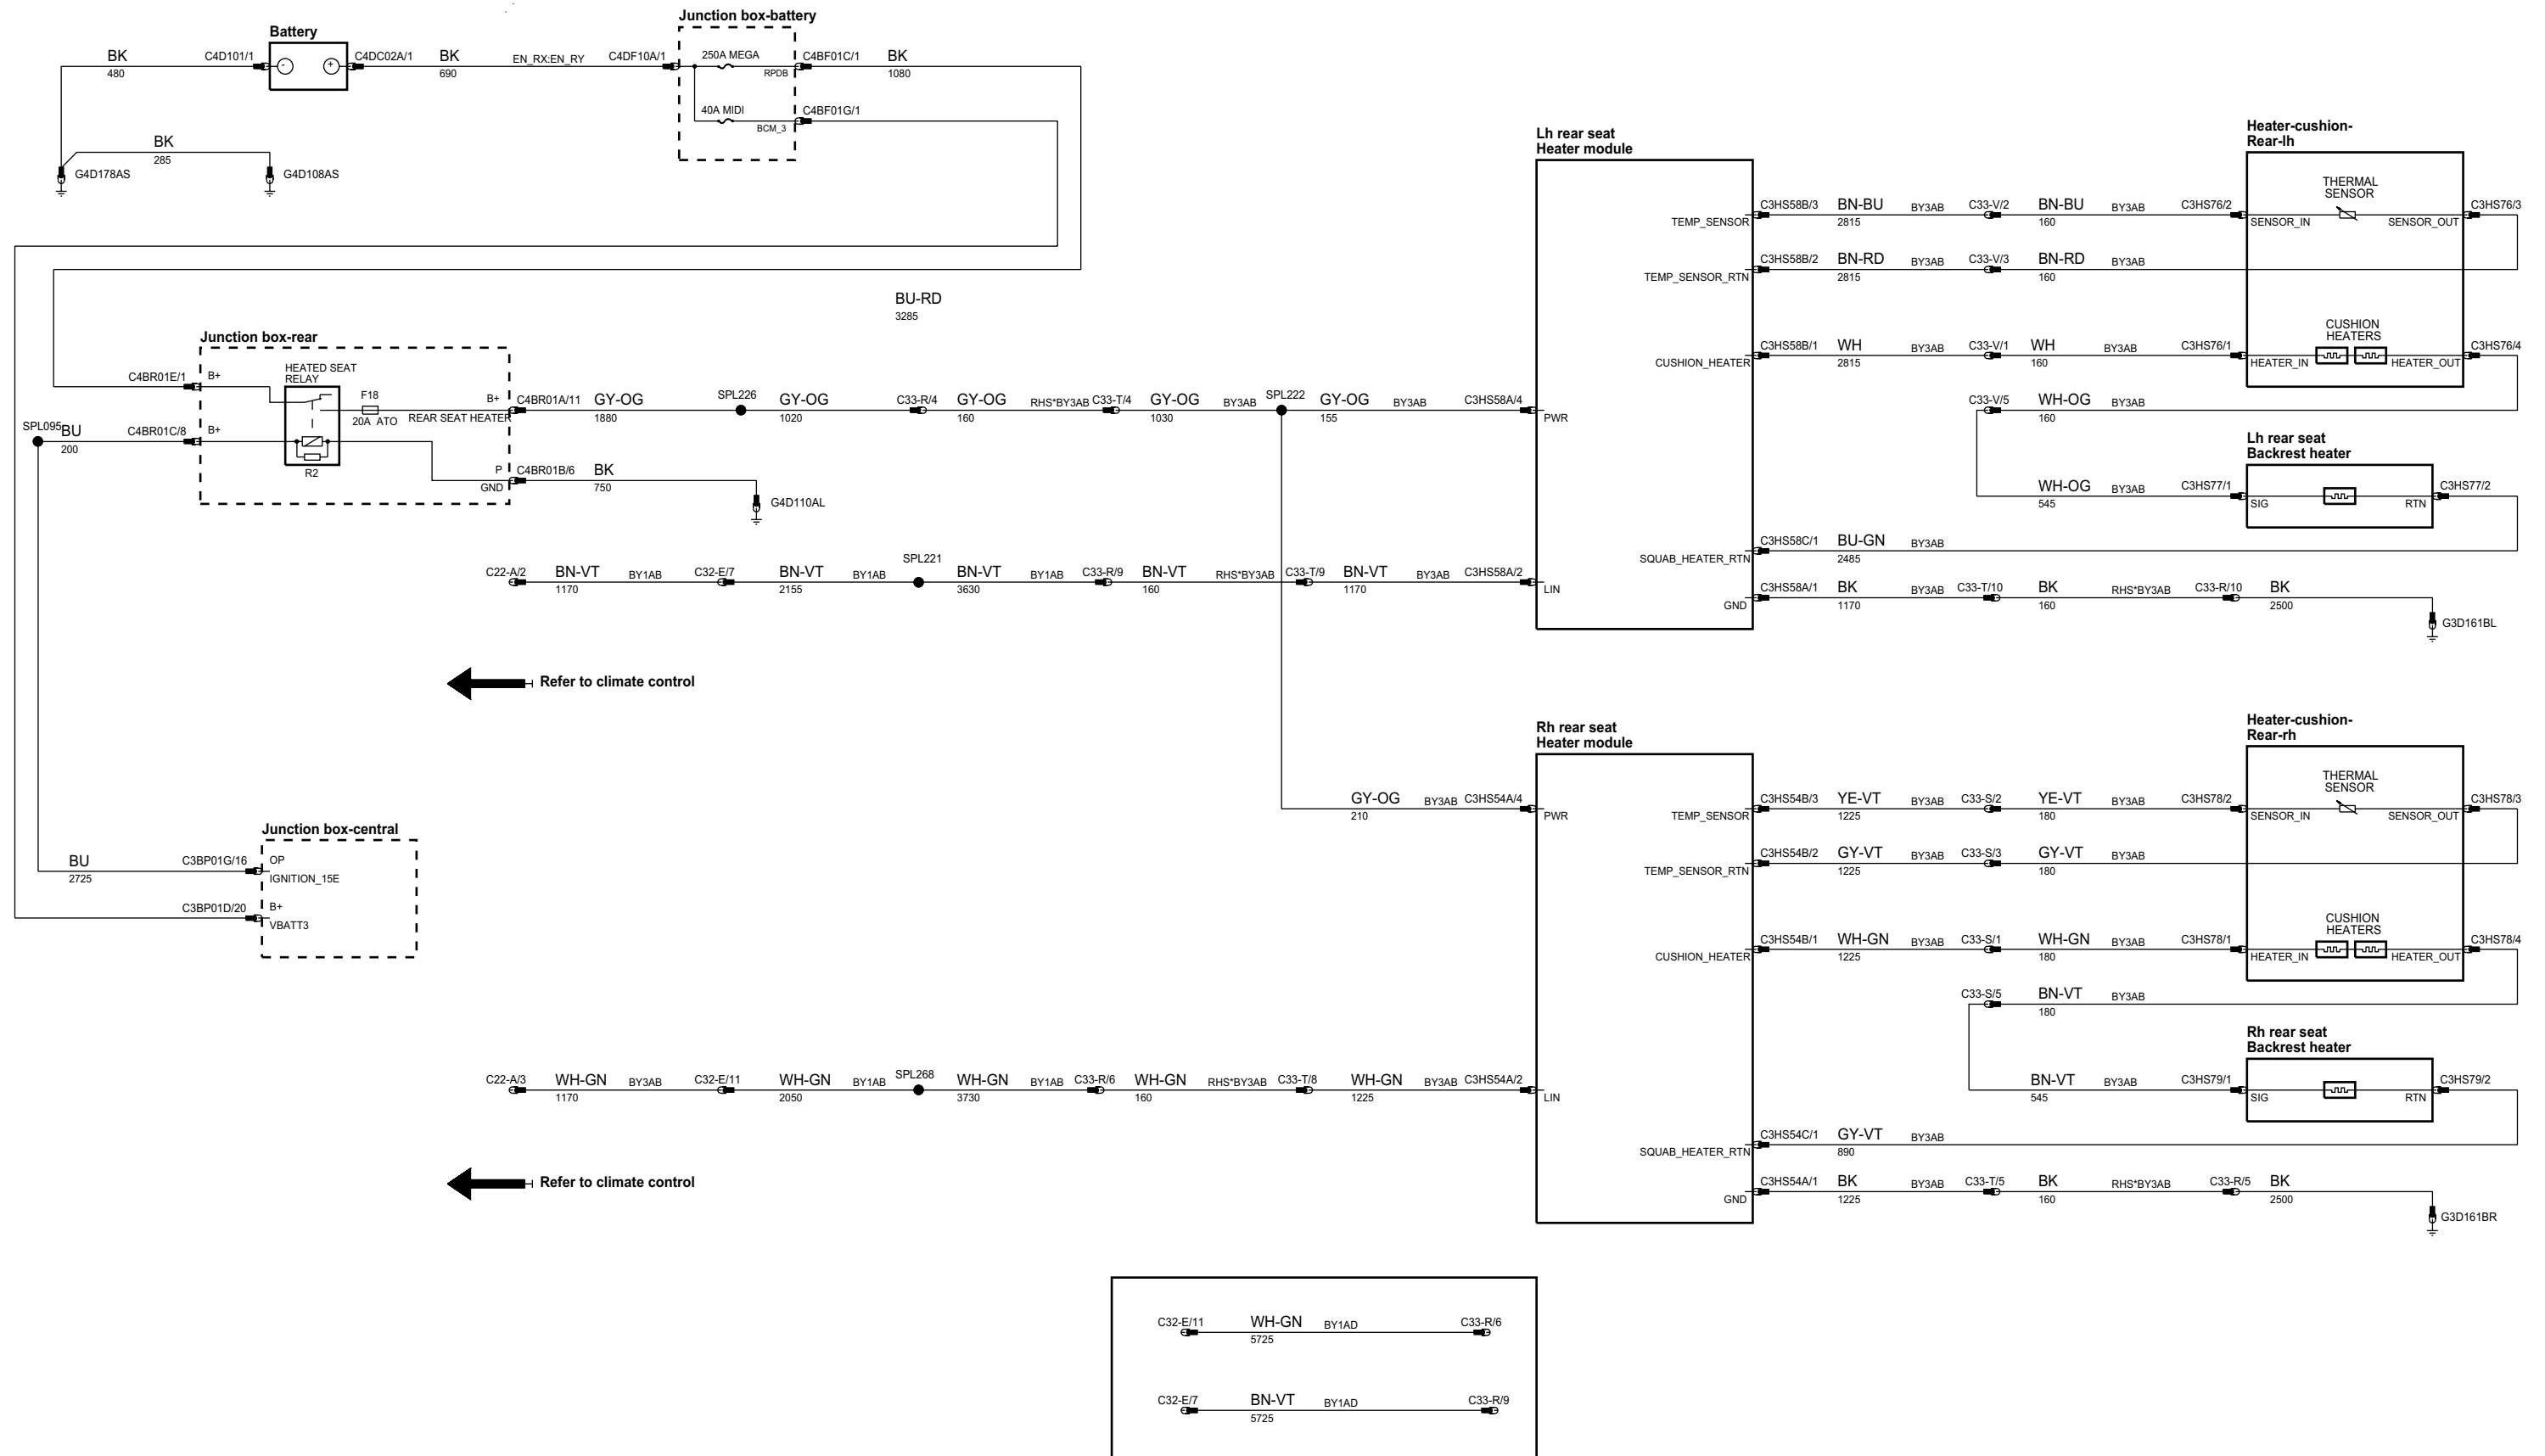 Junction box-battery
Battery
BK
480
C4D101/1
-
+
C4DC02A/1
BK
690
EN_RX:EN_RY
C4DF10A/1
250A MEGA
RPDB
C4BF01C/1
BK
1080
40A MIDI
BCM_3
C4BF01G/1
BK
285
G4D178AS
G4D108AS
BU-RD
3285
Junction box-rear
HEATED SEAT
RELAY
C4BR01E/1
B+
F18
20A ATO
B+
REAR SEAT HEATER
C4BR01A/11
GY-OG
1880
SPL226
GY-OG
1020
C33-R/4
GY-OG
160
RHS*BY3AB
C33-T/4
GY-OG
1030
BY3AB
SPL222
GY-OG
155
BY3AB
C3HS58A/4
SPL095
BU
200
C4BR01C/8
B+
R2
P
GND
C4BR01B/6
BK
750
G4D110AL
C22-A/2
BN-VT
1170
BY1AB
C32-E/7
BN-VT
2155
BY1AB
SPL221
BN-VT
3630
BY1AB
C33-R/9
BN-VT
160
RHS*BY3AB
C33-T/9
BN-VT
1170
BY3AB
C3HS58A/2
Refer to climate control
Lh rear seat
Heater module
PWR
LIN
TEMP_SENSOR
TEMP_SENSOR_RTN
CUSHION_HEATER
SQUAB_HEATER_RTN
GND
C3HS58B/3
BN-BU
2815
BY3AB
C33-V/2
BN-BU
160
BY3AB
C3HS76/2
C3HS58B/2
BN-RD
2815
BY3AB
C33-V/3
BN-RD
160
BY3AB
C3HS58B/1
WH
2815
BY3AB
C33-V/1
WH
160
BY3AB
C3HS76/1
Heater-cushion-
Rear-lh
THERMAL
SENSOR
SENSOR_IN
SENSOR_OUT
C3HS76/3
CUSHION
HEATERS
HEATER_IN
HEATER_OUT
C3HS76/4
C33-V/5
WH-OG
160
BY3AB
Lh rear seat
Backrest heater
WH-OG
545
BY3AB
C3HS77/1
SIG
RTN
C3HS77/2
C3HS58C/1
BU-GN
2485
BY3AB
C3HS58A/1
BK
1170
BY3AB
C33-T/10
BK
160
RHS*BY3AB
C33-R/10
BK
2500
G3D161BL
Junction box-central
BU
2725
C3BP01G/16
OP
IGNITION_15E
C3BP01D/20
B+
VBATT3
GY-OG
210
BY3AB
C3HS54A/4
Rh rear seat
Heater module
PWR
LIN
TEMP_SENSOR
TEMP_SENSOR_RTN
CUSHION_HEATER
SQUAB_HEATER_RTN
GND
C3HS54B/3
YE-VT
1225
BY3AB
C33-S/2
YE-VT
180
BY3AB
C3HS78/2
C3HS54B/2
GY-VT
1225
BY3AB
C33-S/3
GY-VT
180
BY3AB
C3HS54B/1
WH-GN
1225
BY3AB
C33-S/1
WH-GN
180
BY3AB
C3HS78/1
Heater-cushion-
Rear-rh
THERMAL
SENSOR
SENSOR_IN
SENSOR_OUT
C3HS78/3
CUSHION
HEATERS
HEATER_IN
HEATER_OUT
C3HS78/4
C33-S/5
BN-VT
180
BY3AB
Rh rear seat
Backrest heater
BN-VT
545
BY3AB
C3HS79/1
SIG
RTN
C3HS79/2
C22-A/3
WH-GN
1170
BY3AB
C32-E/11
WH-GN
2050
BY1AB
SPL268
WH-GN
3730
BY1AB
C33-R/6
WH-GN
160
RHS*BY3AB
C33-T/8
WH-GN
1225
BY3AB
C3HS54A/2
C3HS54C/1
GY-VT
890
BY3AB
C3HS54A/1
BK
1225
BY3AB
C33-T/5
BK
160
RHS*BY3AB
C33-R/5
BK
2500
G3D161BR
Refer to climate control
C32-E/11
WH-GN
5725
BY1AD
C33-R/6
C32-E/7
BN-VT
5725
BY1AD
C33-R/9